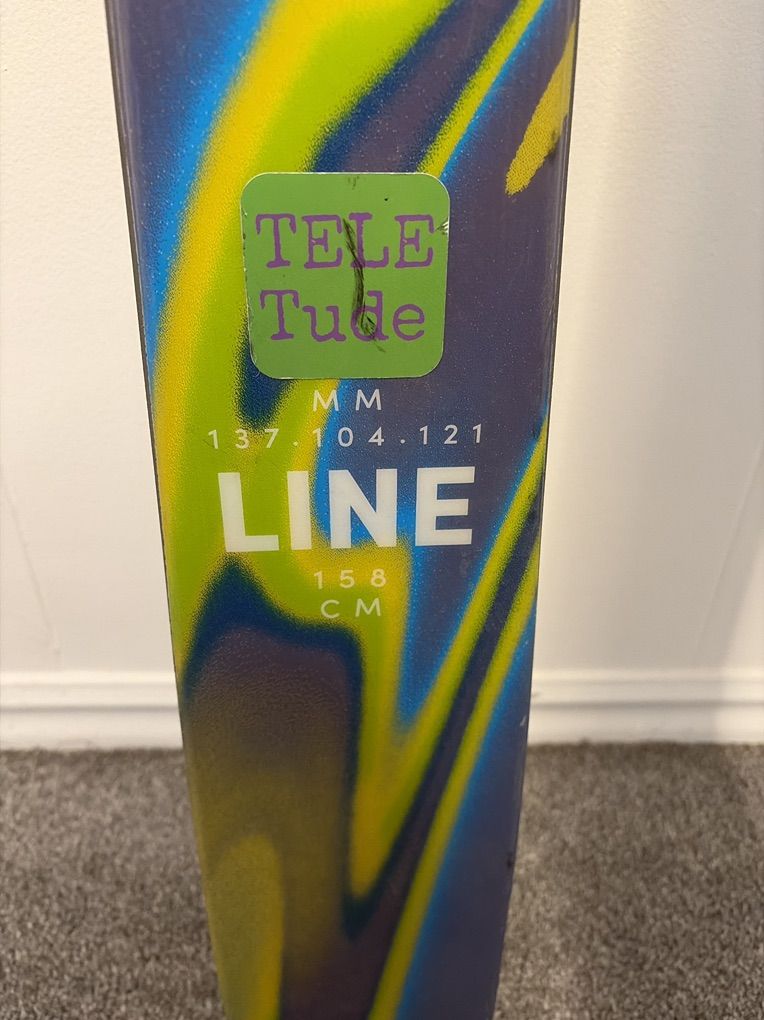 TELE
Tude
MM
137.104.121
LINE
158
CM